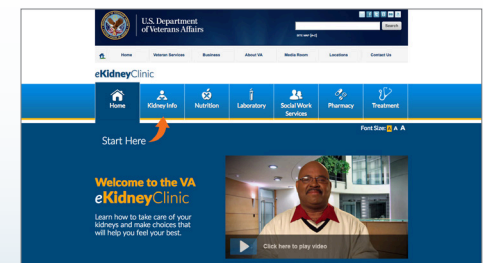 U.S. Department
of Veterans Affairs
Search
SITE MAP [a-z]
Home Veteran Services Business About VA Media Room Locations Contact Us
eKidneyClinic
Home Kidney Info Nutrition Laboratory Social Work Services Pharmacy Treatment
Font Size: A A A
Start Here
Welcome to the VA
eKidneyClinic
Learn how to take care of your
kidneys and make choices that
will help you feel your best.
Click here to play video